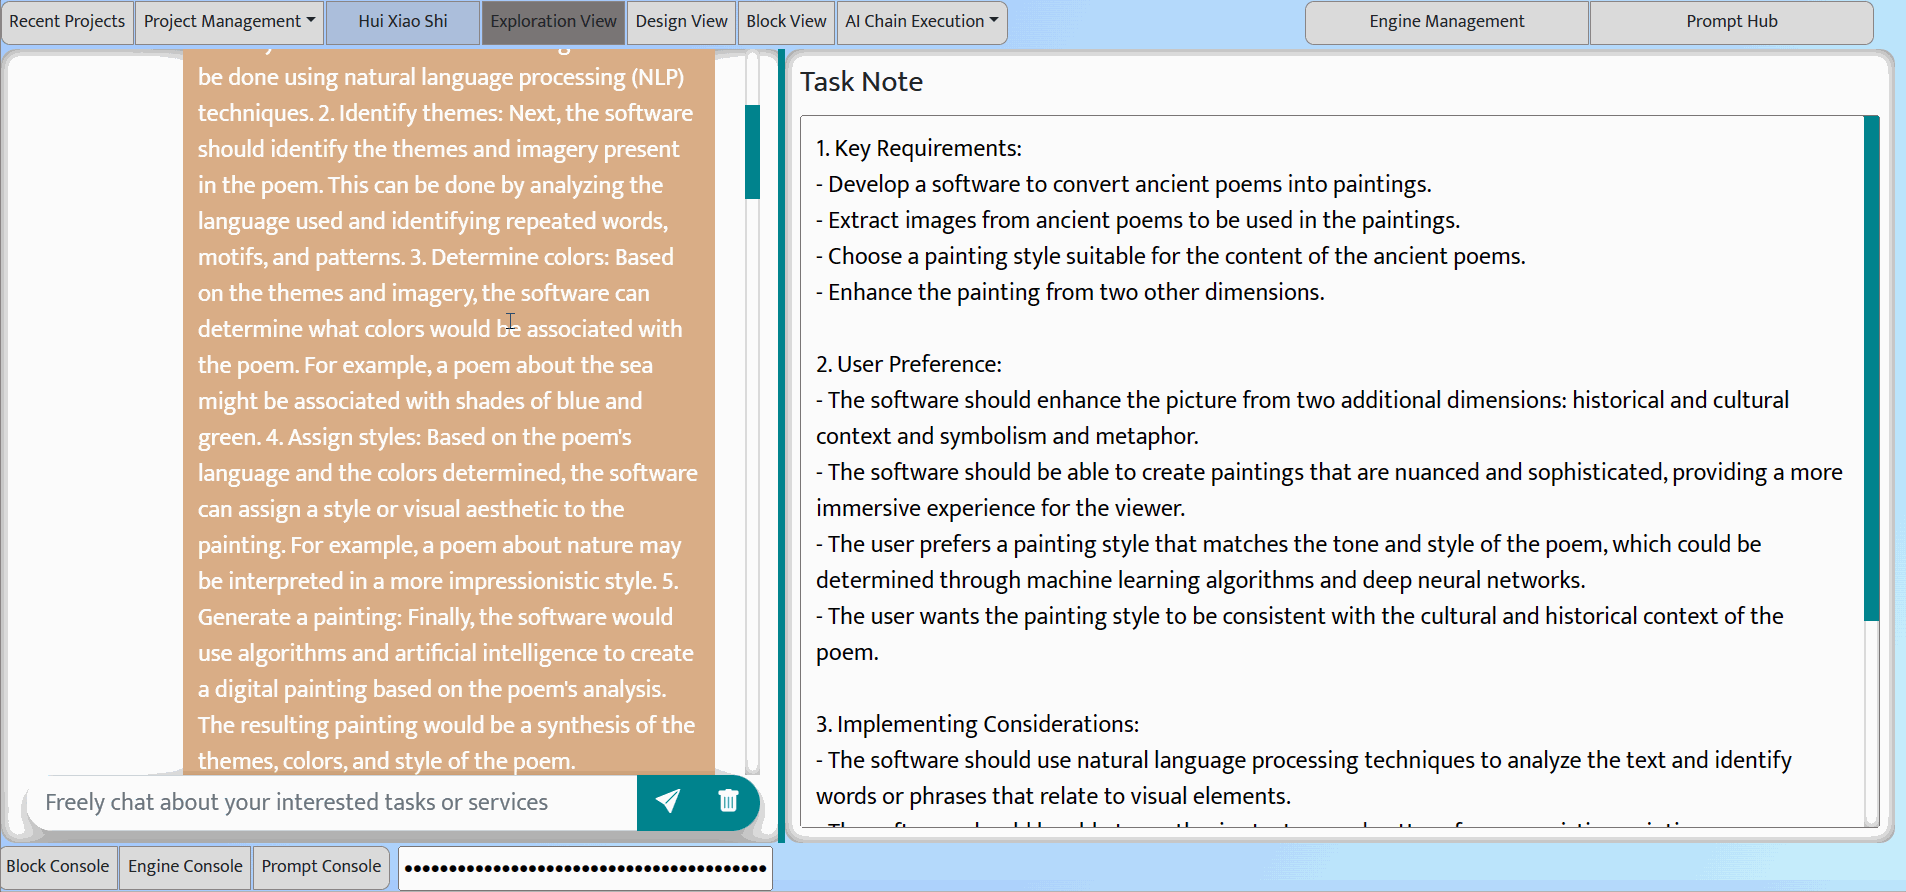 Recent Projects
Project Management
Hui Xiao Shi
Exploration View
Design View
Block View
AI Chain Execution
Engine Management
Prompt Hub
be done using natural language processing (NLP)
techniques. 2. Identify themes: Next, the software
should identify the themes and imagery present
in the poem. This can be done by analyzing the
language used and identifying repeated words,
motifs, and patterns. 3. Determine colors: Based
on the themes and imagery, the software can
determine what colors would be associated with
the poem. For example, a poem about the sea
might be associated with shades of blue and
green. 4. Assign styles: Based on the poem's
language and the colors determined, the software
can assign a style or visual aesthetic to the
painting. For example, a poem about nature may
be interpreted in a more impressionistic style. 5.
Generate a painting: Finally, the software would
use algorithms and artificial intelligence to create
a digital painting based on the poem's analysis.
The resulting painting would be a synthesis of the
themes, colors, and style of the poem.
Freely chat about your interested tasks or services
Task Note
1. Key Requirements:
- Develop a software to convert ancient poems into paintings.
- Extract images from ancient poems to be used in the paintings.
- Choose a painting style suitable for the content of the ancient poems.
- Enhance the painting from two other dimensions.
2. User Preference:
- The software should enhance the picture from two additional dimensions: historical and cultural
context and symbolism and metaphor.
- The software should be able to create paintings that are nuanced and sophisticated, providing a more
immersive experience for the viewer.
- The user prefers a painting style that matches the tone and style of the poem, which could be
determined through machine learning algorithms and deep neural networks.
- The user wants the painting style to be consistent with the cultural and historical context of the
poem.
3. Implementing Considerations:
- The software should use natural language processing techniques to analyze the text and identify
words or phrases that relate to visual elements.
Block Console
Engine Console
Prompt Console